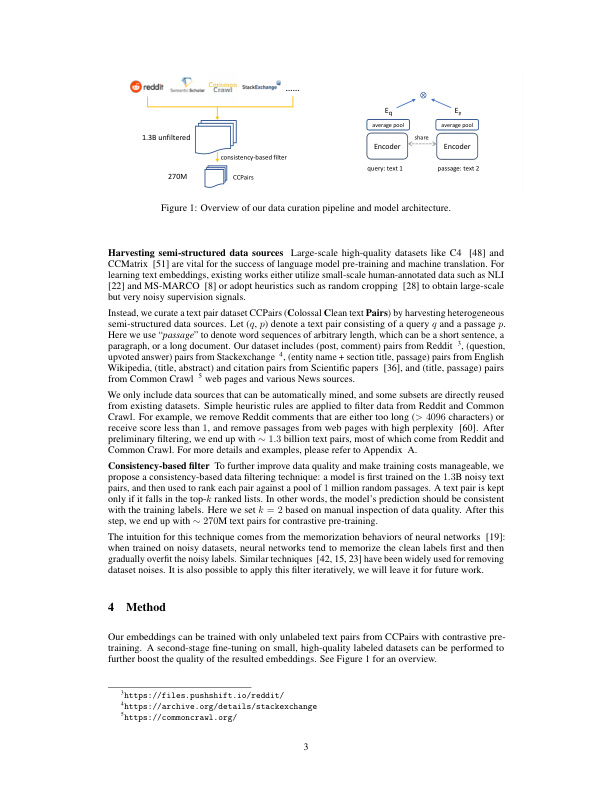 reddit
Semantic Scholar
Common
Crawl
StackExchange
......
1.3B unfiltered
consistency-based filter
270M
CCPairs
⊗
Eq
Ep
average pool
average pool
share
Encoder
Encoder
query: text 1
passage: text 2
Figure 1: Overview of our data curation pipeline and model architecture.
Harvesting semi-structured data sources Large-scale high-quality datasets like C4 [48] and
CCMatrix [51] are vital for the success of language model pre-training and machine translation. For
learning text embeddings, existing works either utilize small-scale human-annotated data such as NLI
[22] and MS-MARCO [8] or adopt heuristics such as random cropping [28] to obtain large-scale
but very noisy supervision signals.
Instead, we curate a text pair dataset CCPairs (Colossal Clean text Pairs) by harvesting heterogeneous
semi-structured data sources. Let (q, p) denote a text pair consisting of a query q and a passage p.
Here we use “passage” to denote word sequences of arbitrary length, which can be a short sentence, a
paragraph, or a long document. Our dataset includes (post, comment) pairs from Reddit 3, (question,
upvoted answer) pairs from Stackexchange 4, (entity name + section title, passage) pairs from English
Wikipedia, (title, abstract) and citation pairs from Scientific papers [36], and (title, passage) pairs
from Common Crawl 5 web pages and various News sources.
We only include data sources that can be automatically mined, and some subsets are directly reused
from existing datasets. Simple heuristic rules are applied to filter data from Reddit and Common
Crawl. For example, we remove Reddit comments that are either too long (> 4096 characters) or
receive score less than 1, and remove passages from web pages with high perplexity [60]. After
preliminary filtering, we end up with ∼ 1.3 billion text pairs, most of which come from Reddit and
Common Crawl. For more details and examples, please refer to Appendix A.
Consistency-based filter To further improve data quality and make training costs manageable, we
propose a consistency-based data filtering technique: a model is first trained on the 1.3B noisy text
pairs, and then used to rank each pair against a pool of 1 million random passages. A text pair is kept
only if it falls in the top-k ranked lists. In other words, the model’s prediction should be consistent
with the training labels. Here we set k = 2 based on manual inspection of data quality. After this
step, we end up with ∼ 270M text pairs for contrastive pre-training.
The intuition for this technique comes from the memorization behaviors of neural networks [19]:
when trained on noisy datasets, neural networks tend to memorize the clean labels first and then
gradually overfit the noisy labels. Similar techniques [42, 15, 23] have been widely used for removing
dataset noises. It is also possible to apply this filter iteratively, we will leave it for future work.
4 Method
Our embeddings can be trained with only unlabeled text pairs from CCPairs with contrastive pre-
training. A second-stage fine-tuning on small, high-quality labeled datasets can be performed to
further boost the quality of the resulted embeddings. See Figure 1 for an overview.
3https://files.pushshift.io/reddit/
4https://archive.org/details/stackexchange
5https://commoncrawl.org/
3